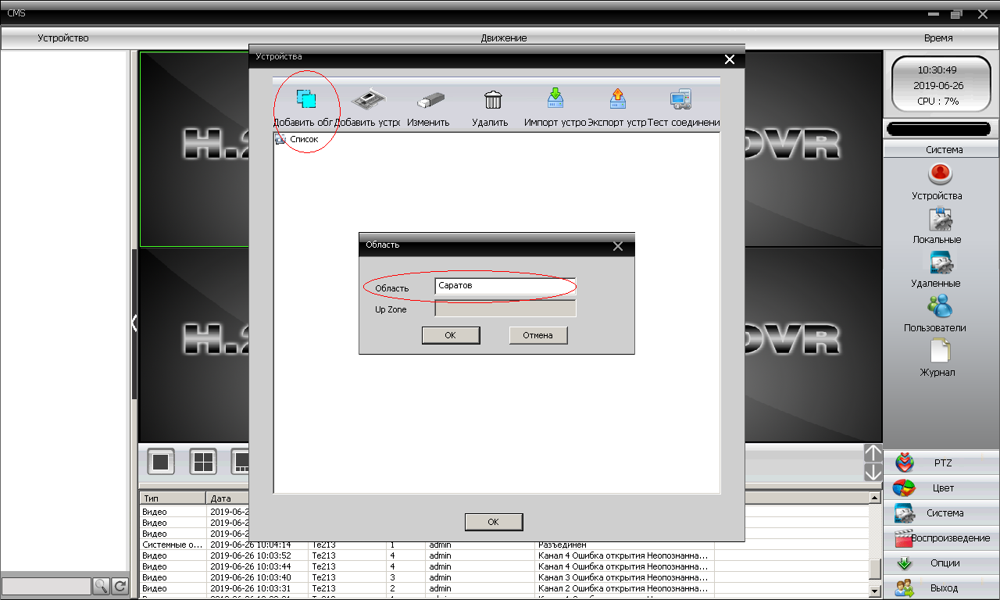 CMS
Устройство
Движение
Время
Устройства
10:30:49
2019-06-26
CPU : 7%
Добавить обл
Добавить устро
Изменить
Удалить
Импорт устро
Экспорт устр
Тест соединени
Список
H.2
DVR
Область
Область
Саратов
Up Zone
OK
Отмена
H.2
DVR
Система
Устройства
Локальные
Удаленные
Пользователи
Журнал
PTZ
Цвет
Система
Воспроизведение
Опции
Выход
OK
Тип Дата
Видео 2019-06-2
Видео 2019-06-2
Видео 2019-06-2
Системные о... 2019-06-26 10:04:14 Te213 1 admin Разъединен
Видео 2019-06-26 10:03:52 Te213 4 admin Канал 4 Ошибка открытия Неопознанна...
Видео 2019-06-26 10:03:44 Te213 4 admin Канал 4 Ошибка открытия Неопознанна...
Видео 2019-06-26 10:03:40 Te213 3 admin Канал 3 Ошибка открытия Неопознанна...
Видео 2019-06-26 10:03:31 Te213 2 admin Канал 2 Ошибка открытия Неопознанна...